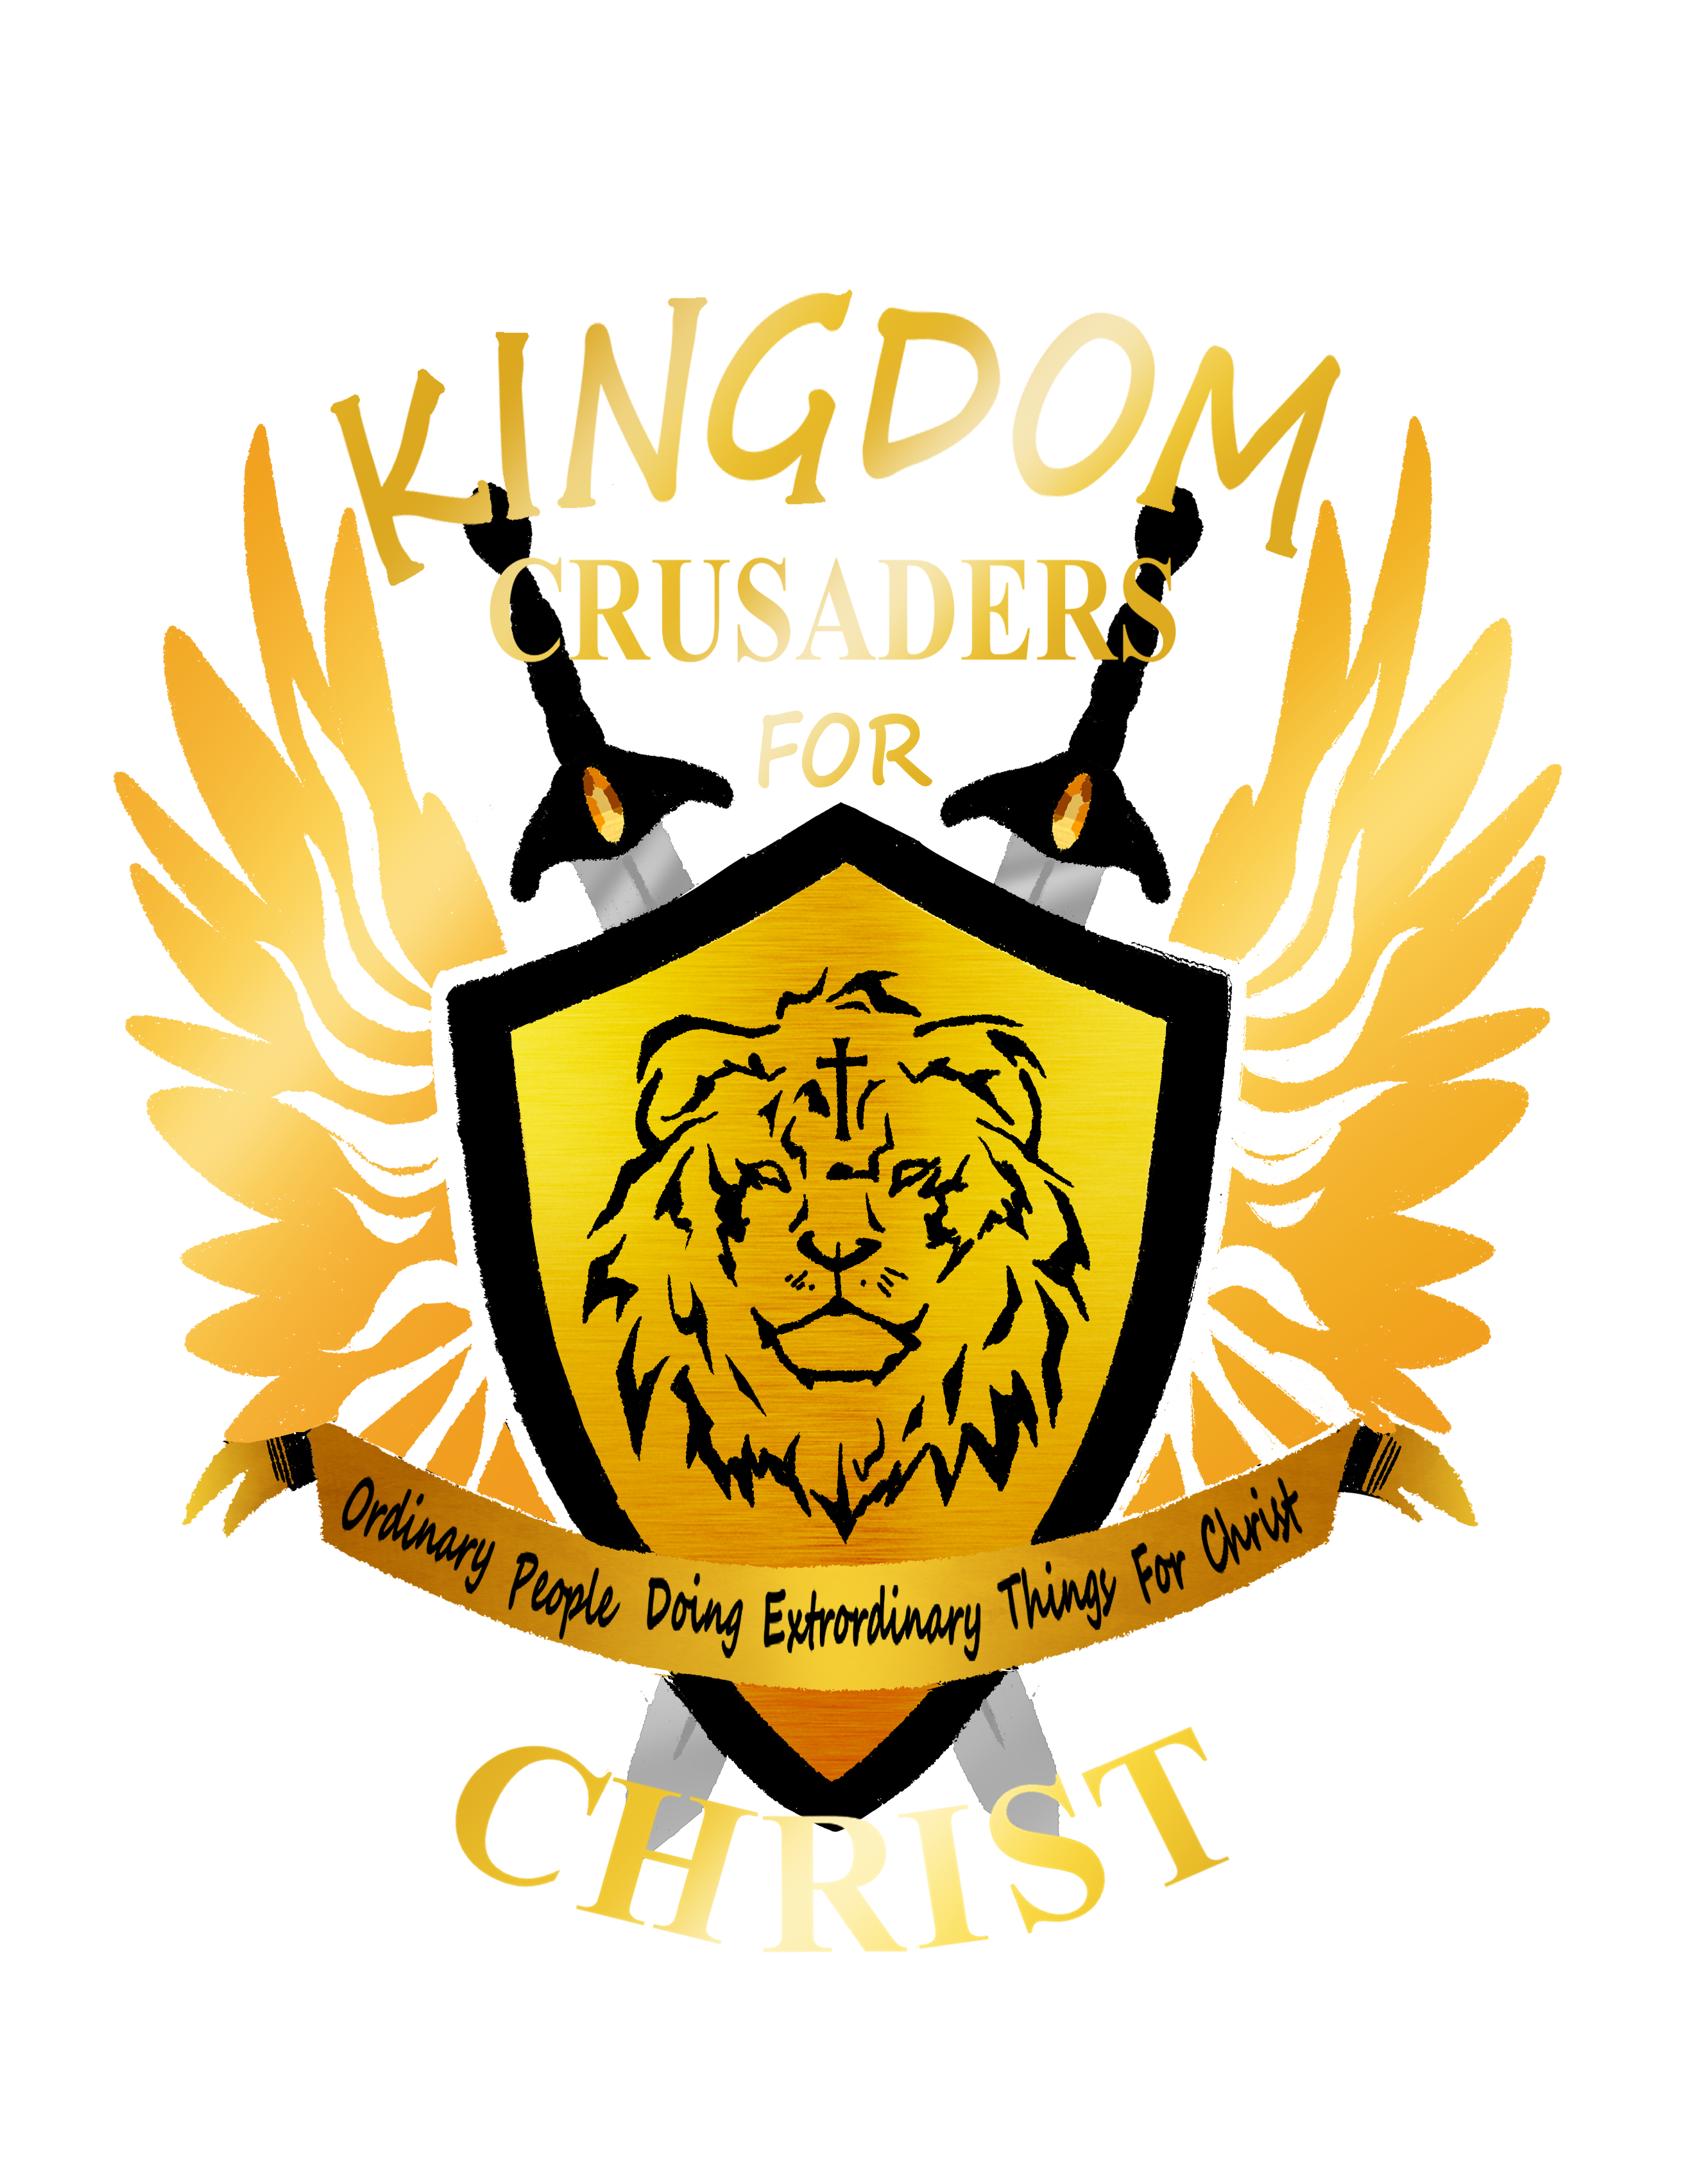 KINGDOM
CRUSADERS
FOR
Ordinary People Doing Extrordinary Things For Christ
CHRIST